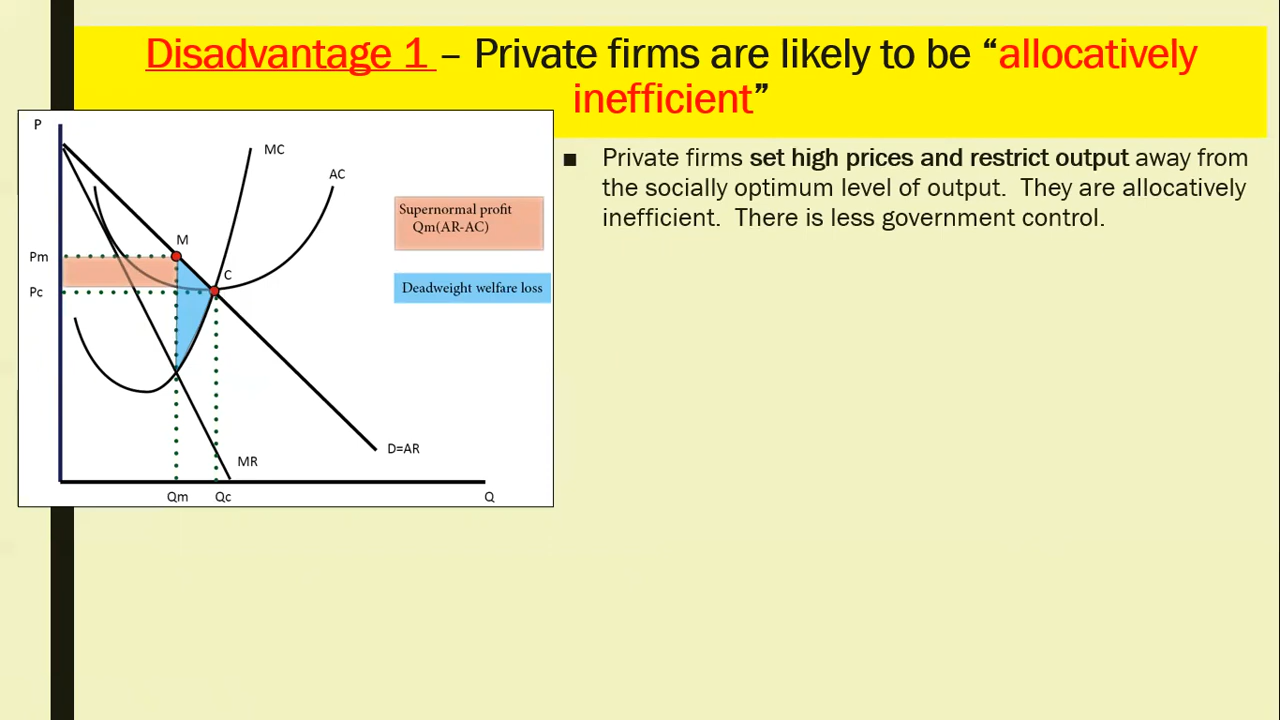 Disadvantage 1 – Private firms are likely to be “allocatively
inefficient”
P
MC
AC
Supernormal profit
Qm(AR-AC)
M
Pm
C
Pc
Deadweight welfare loss
D=AR
MR
Qm
Qc
Q
■ Private firms set high prices and restrict output away from
the socially optimum level of output. They are allocatively
inefficient. There is less government control.